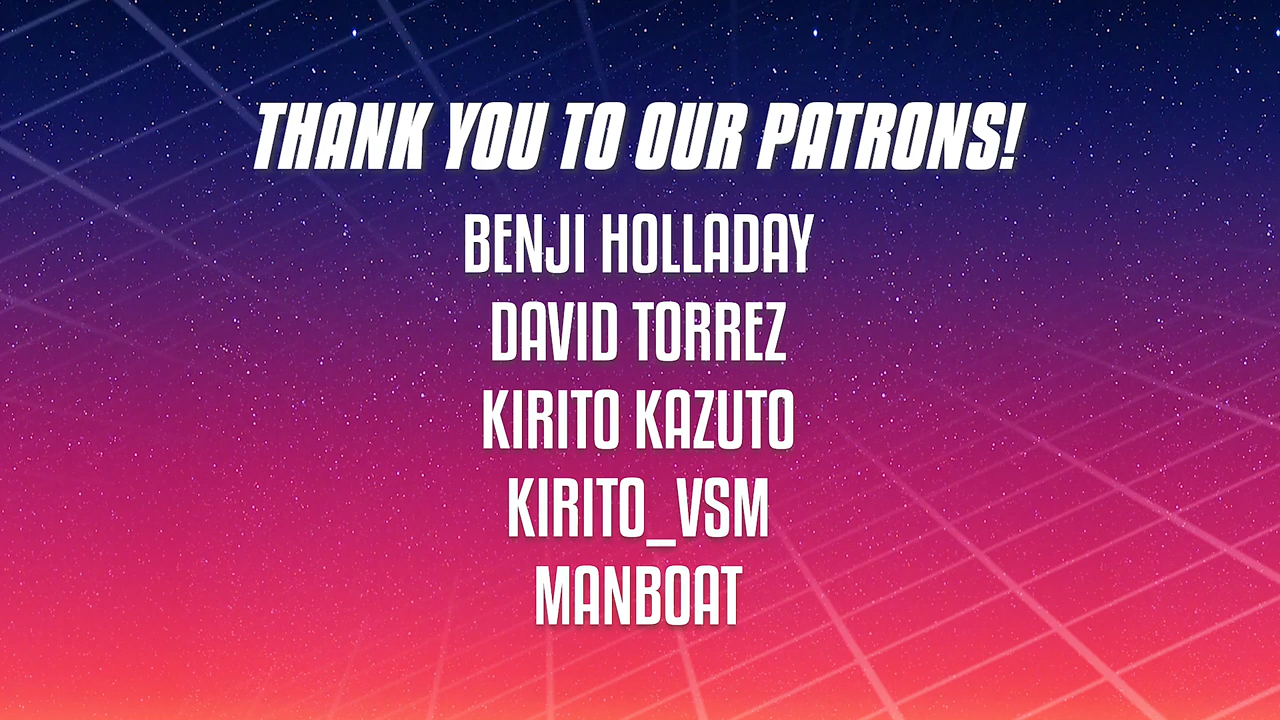 THANK YOU TO OUR PATRONS!
BENJI HOLLADAY
DAVID TORREZ
KIRITO KAZUTO
KIRITO_VSM
MANBOAT